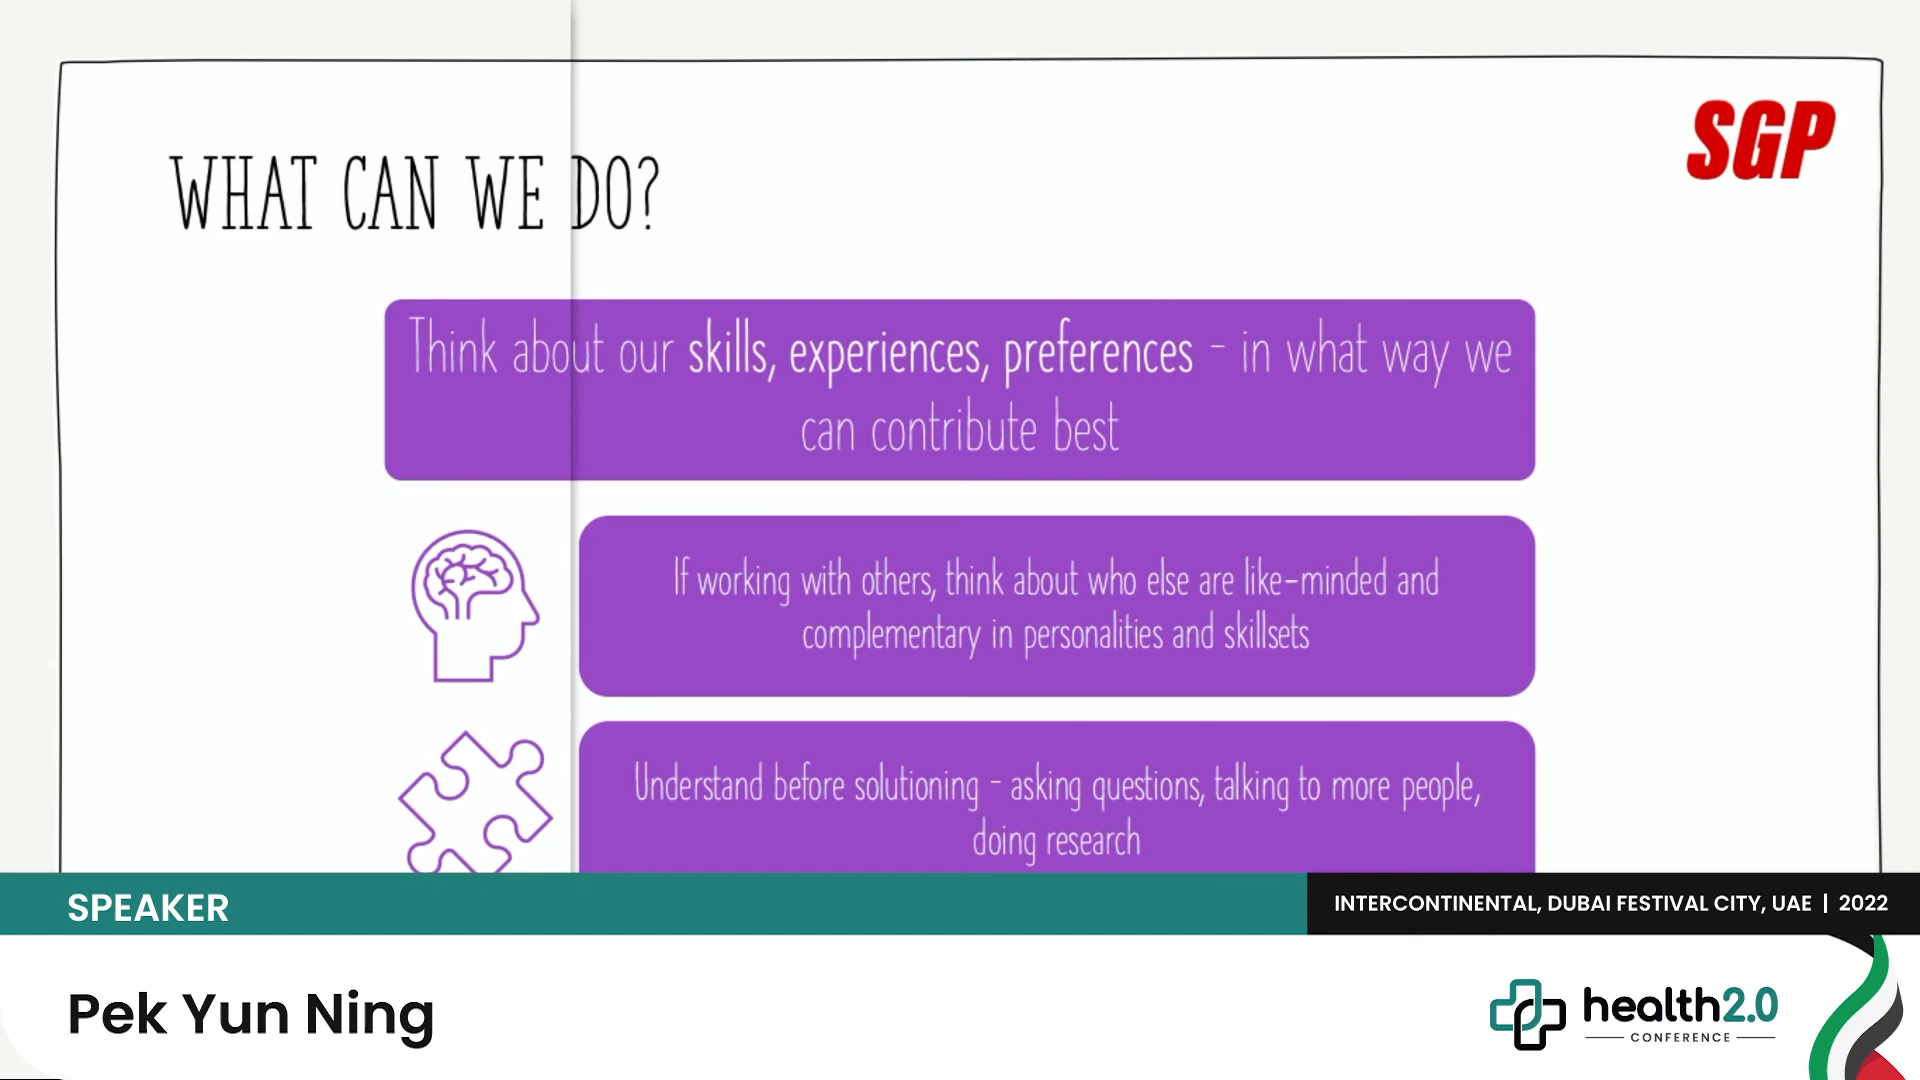 SGP
WHAT CAN WE DO?
Think about our skills, experiences, preferences – in what way we
can contribute best
If working with others, think about who else are like-minded and
complementary in personalities and skillsets
Understand before solutioning – asking questions, talking to more people,
doing research
SPEAKER
INTERCONTINENTAL, DUBAI FESTIVAL CITY, UAE | 2022
Pek Yun Ning
health2.0
CONFERENCE